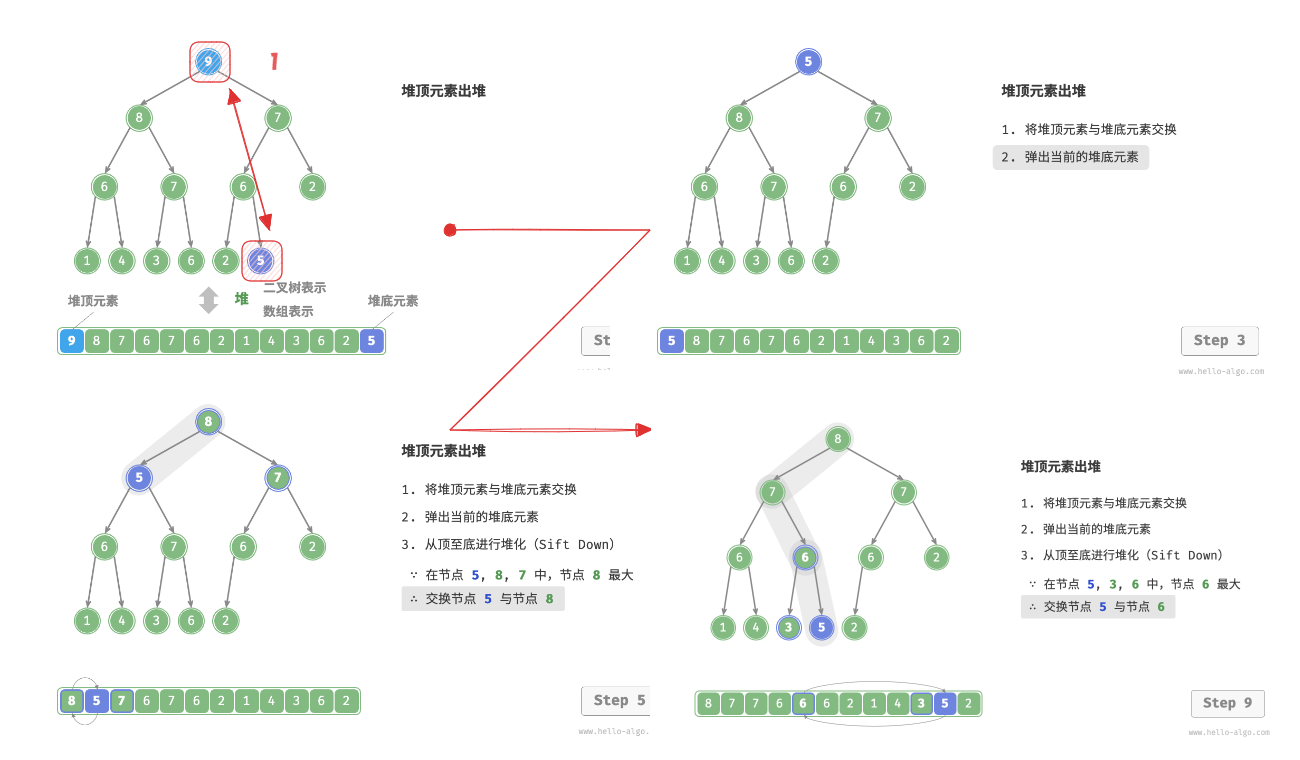 9
1
堆顶元素出堆
8 7
6 7 6 2
1 4 3 6 2 5
堆顶元素
堆
二叉树表示
数组表示
堆底元素
9 8 7 6 7 6 2 1 4 3 6 2 5
5
堆顶元素出堆
8 7
1. 将堆顶元素与堆底元素交换
2. 弹出当前的堆底元素
6 7 6 2
1 4 3 6 2
5 8 7 6 7 6 2 1 4 3 6 2
Step 3
www.hello-algo.com
8
堆顶元素出堆
5 7
1. 将堆顶元素与堆底元素交换
2. 弹出当前的堆底元素
3. 从顶至底进行堆化（Sift Down）
6 7 6 2
∵ 在节点 5, 8, 7 中，节点 8 最大
∴ 交换节点 5 与节点 8
1 4 3 6 2
8 5 7 6 7 6 2 1 4 3 6 2
Step 5
www.hello-algo.
8
堆顶元素出堆
7 7
1. 将堆顶元素与堆底元素交换
2. 弹出当前的堆底元素
3. 从顶至底进行堆化（Sift Down）
6 6 6 2
∵ 在节点 5, 3, 6 中，节点 6 最大
∴ 交换节点 5 与节点 6
1 4 3 5 2
8 7 7 6 6 6 2 1 4 3 5 2
Step 9
www.hello-algo.com